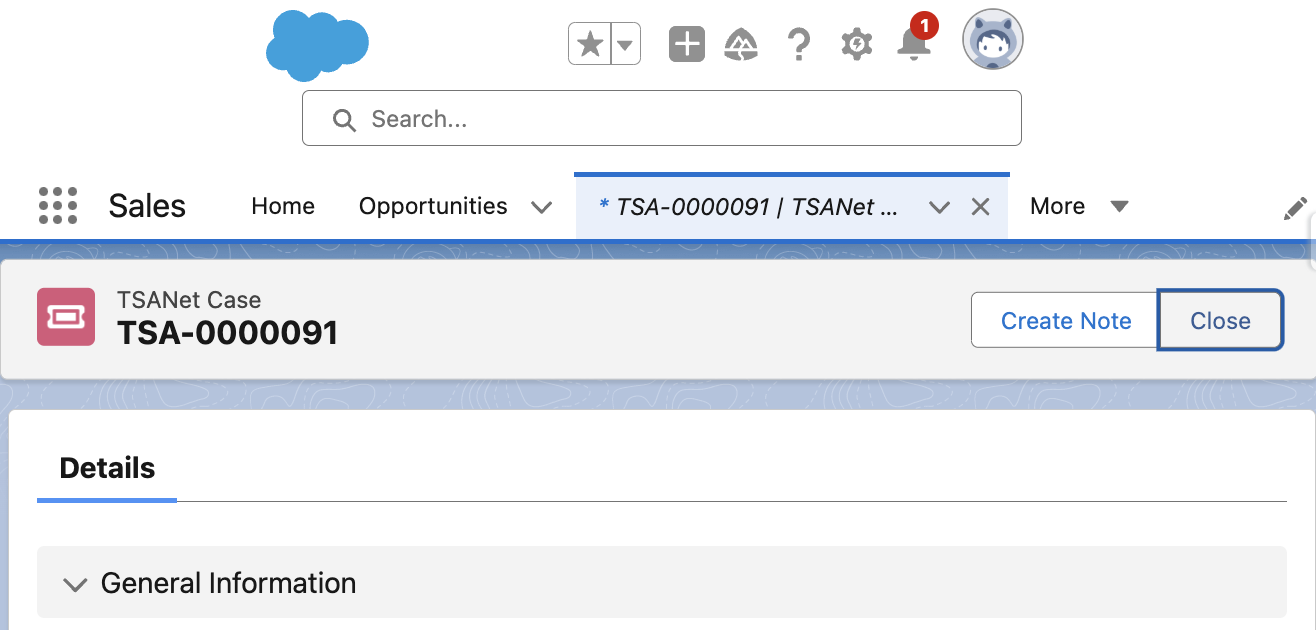 1
Search...
Sales Home Opportunities * TSA-0000091 | TSANet ... More
TSANet Case
TSA-0000091
Create Note Close
Details
General Information